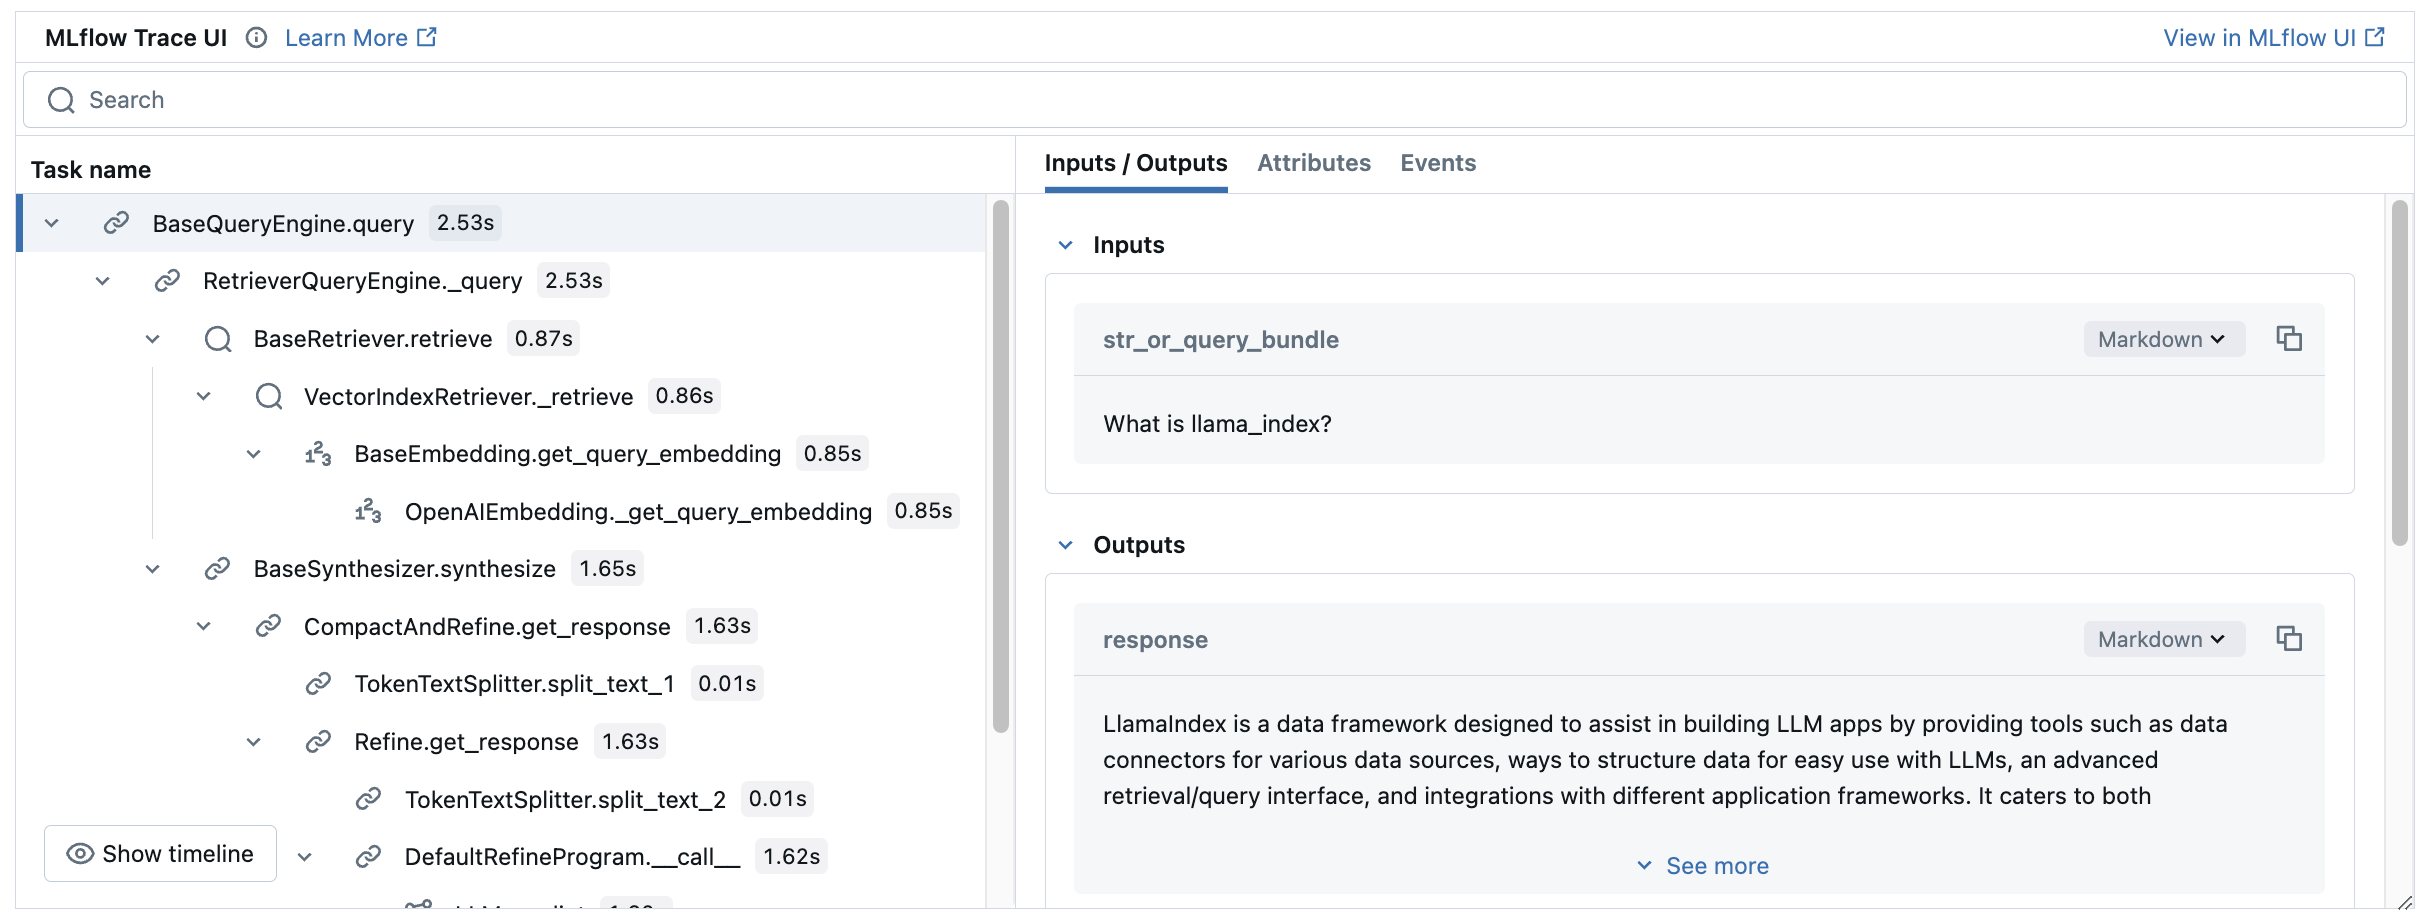 MLflow Trace UI Learn More View in MLflow UI
Search
Task name
BaseQueryEngine.query 2.53s
RetrieverQueryEngine._query 2.53s
BaseRetriever.retrieve 0.87s
VectorIndexRetriever._retrieve 0.86s
BaseEmbedding.get_query_embedding 0.85s
OpenAIEmbedding._get_query_embedding 0.85s
BaseSynthesizer.synthesize 1.65s
CompactAndRefine.get_response 1.63s
TokenTextSplitter.split_text_1 0.01s
Refine.get_response 1.63s
TokenTextSplitter.split_text_2 0.01s
DefaultRefineProgram.__call__ 1.62s
Show timeline
Inputs / Outputs Attributes Events
Inputs
str_or_query_bundle Markdown
What is llama_index?
Outputs
response Markdown
LlamaIndex is a data framework designed to assist in building LLM apps by providing tools such as data
connectors for various data sources, ways to structure data for easy use with LLMs, an advanced
retrieval/query interface, and integrations with different application frameworks. It caters to both
See more